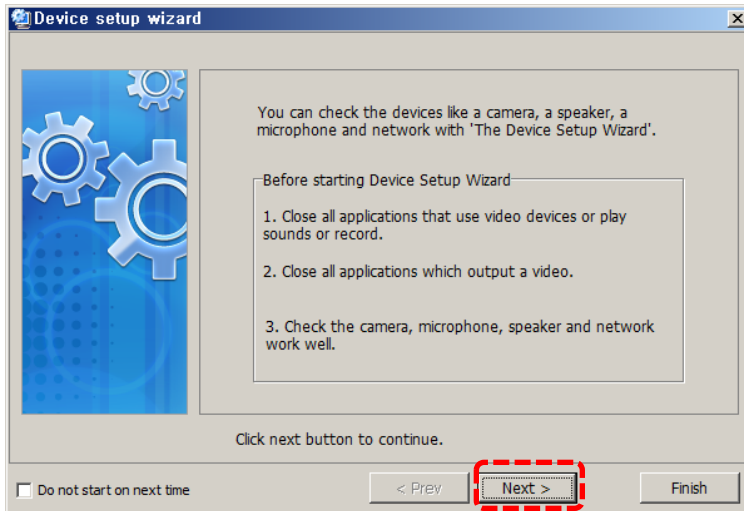 Device setup wizard
You can check the devices like a camera, a speaker, a
microphone and network with 'The Device Setup Wizard'.
Before starting Device Setup Wizard
1. Close all applications that use video devices or play
sounds or record.
2. Close all applications which output a video.
3. Check the camera, microphone, speaker and network
work well.
Click next button to continue.
Do not start on next time
< Prev
Next >
Finish